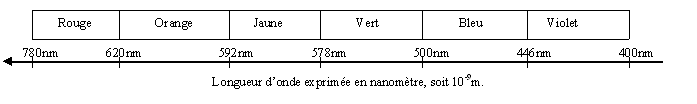 Rouge Orange Jaune Vert Bleu Violet
780nm 620nm 592nm 578nm 500nm 446nm 400nm
Longueur d'onde exprimée en nanomètre, soit 10⁻⁹m.